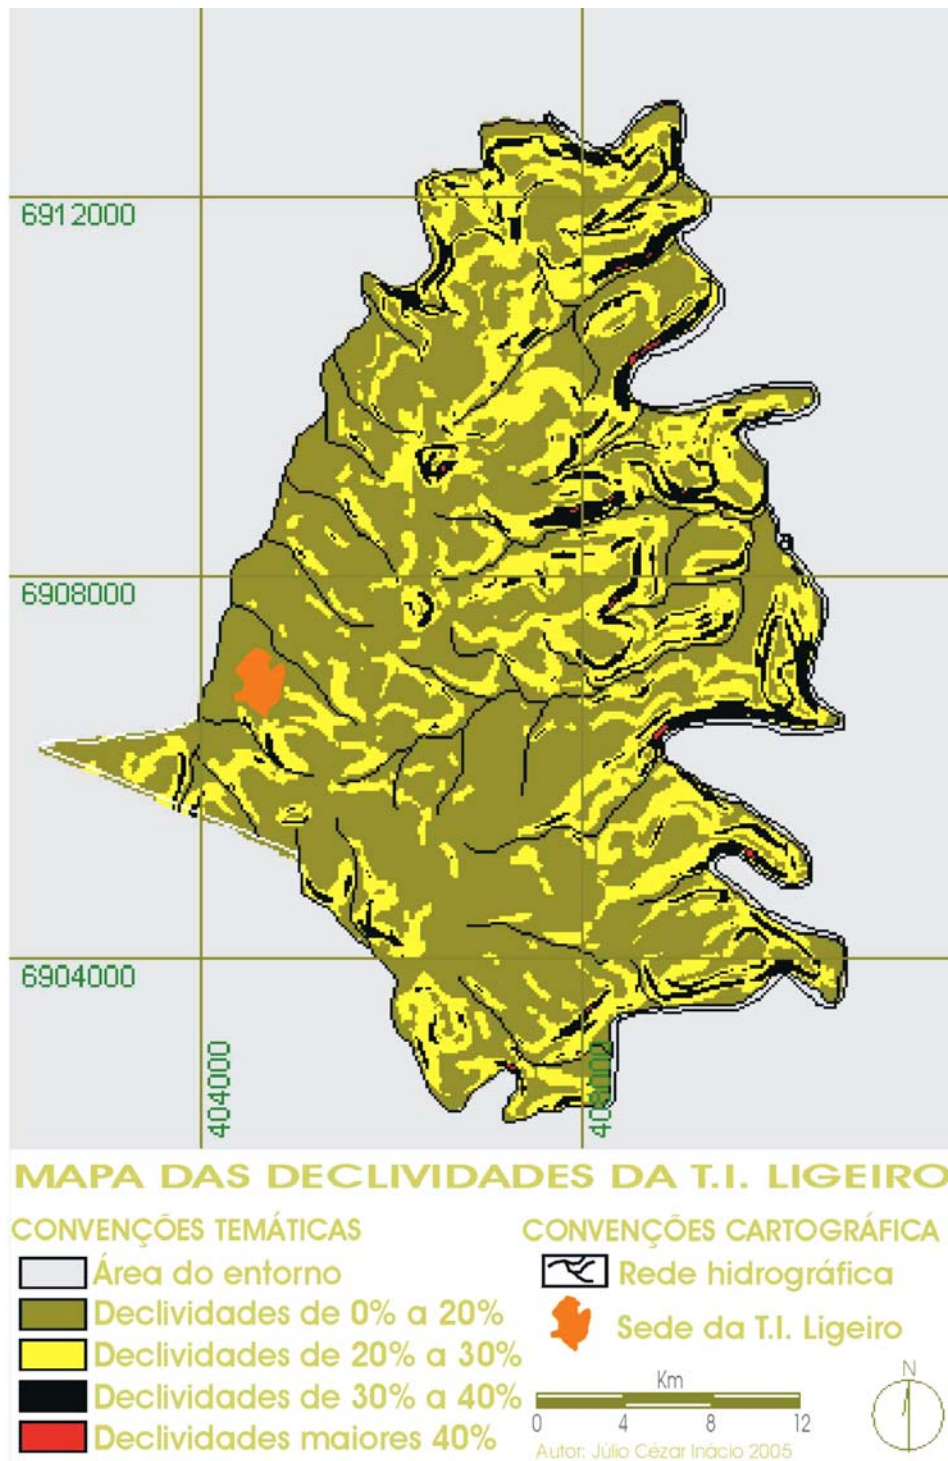 6912000
6908000
6904000
404000
408000
MAPA DAS DECLIVIDADES DA T.I. LIGEIRO
CONVENÇÕES TEMÁTICAS
Área do entorno
Declividades de 0% a 20%
Declividades de 20% a 30%
Declividades de 30% a 40%
Declividades maiores 40%
CONVENÇÕES CARTOGRÁFICA
Rede hidrográfica
Sede da T.I. Ligeiro
Km
0 4 8 12
Autor: Júlio Cézar Inácio 2005
N